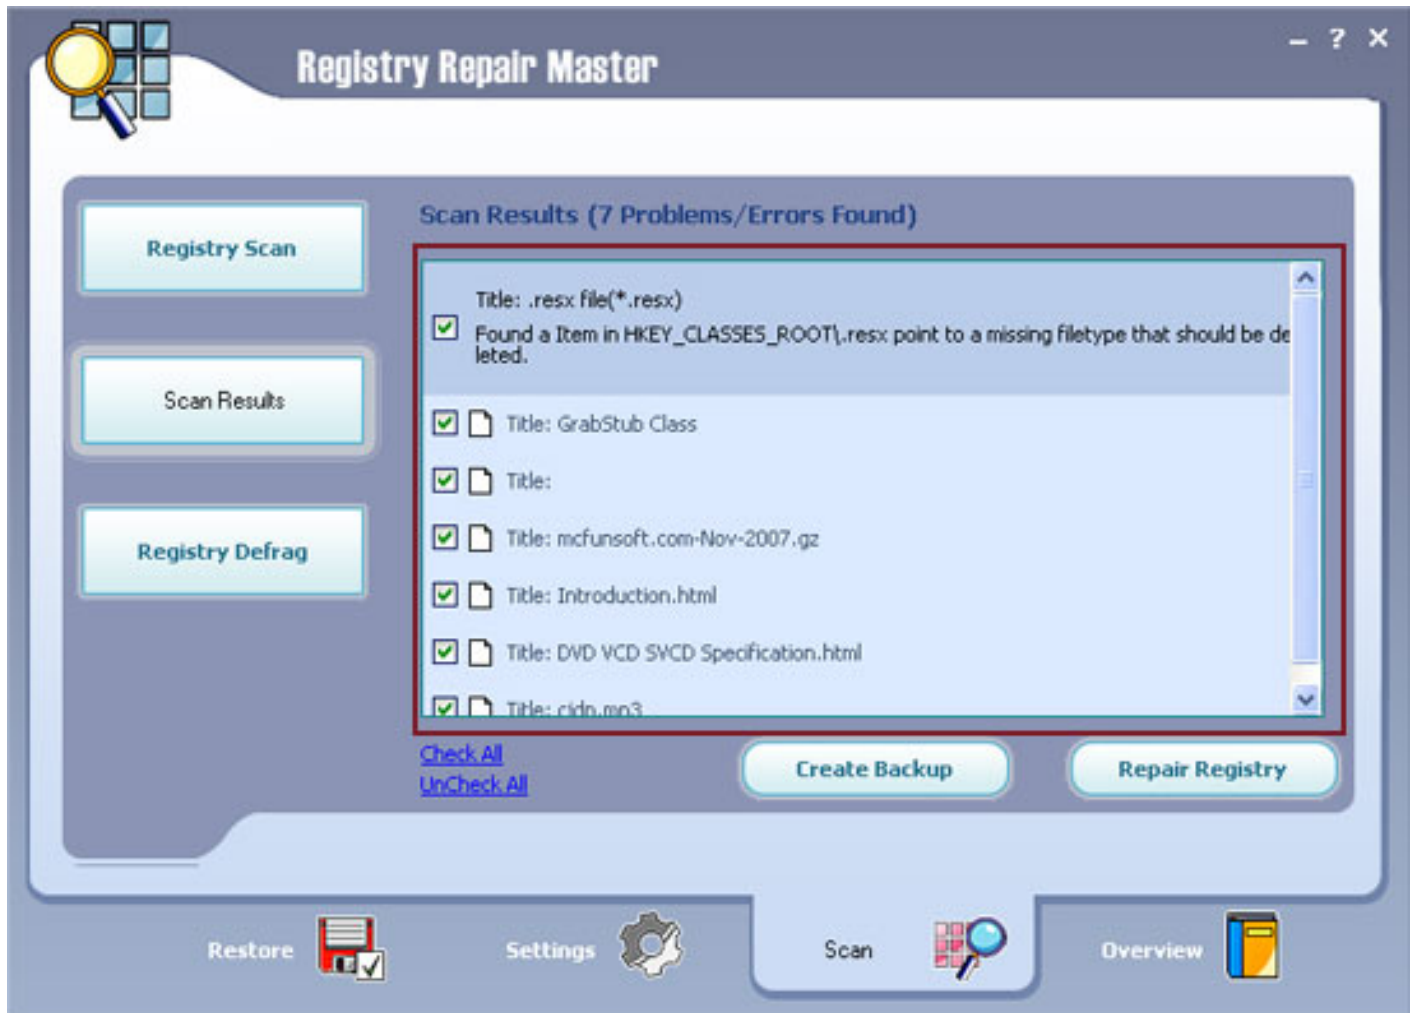 Registry Repair Master
Registry Scan
Scan Results
Registry Defrag
Scan Results (7 Problems/Errors Found)
Title: .resx file(*.resx)
Found a Item in HKEY_CLASSES_ROOT\.resx point to a missing filetype that should be de
leted.
Title: GrabStub Class
Title:
Title: mcfunsoft.com-Nov-2007.gz
Title: Introduction.html
Title: DVD VCD SVCD Specification.html
Title: cjdn.mp3
Check All
UnCheck All
Create Backup
Repair Registry
Restore
Settings
Scan
Overview